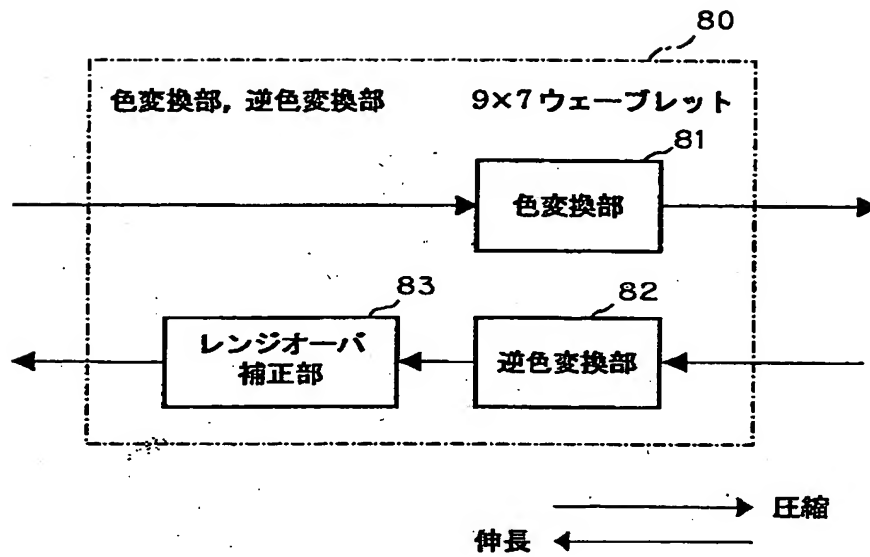 80
色変換部, 逆色変換部
9×7ウェーブレット
81
色変換部
83
82
レンジオーバ
補正部
逆色変換部
圧縮
伸長